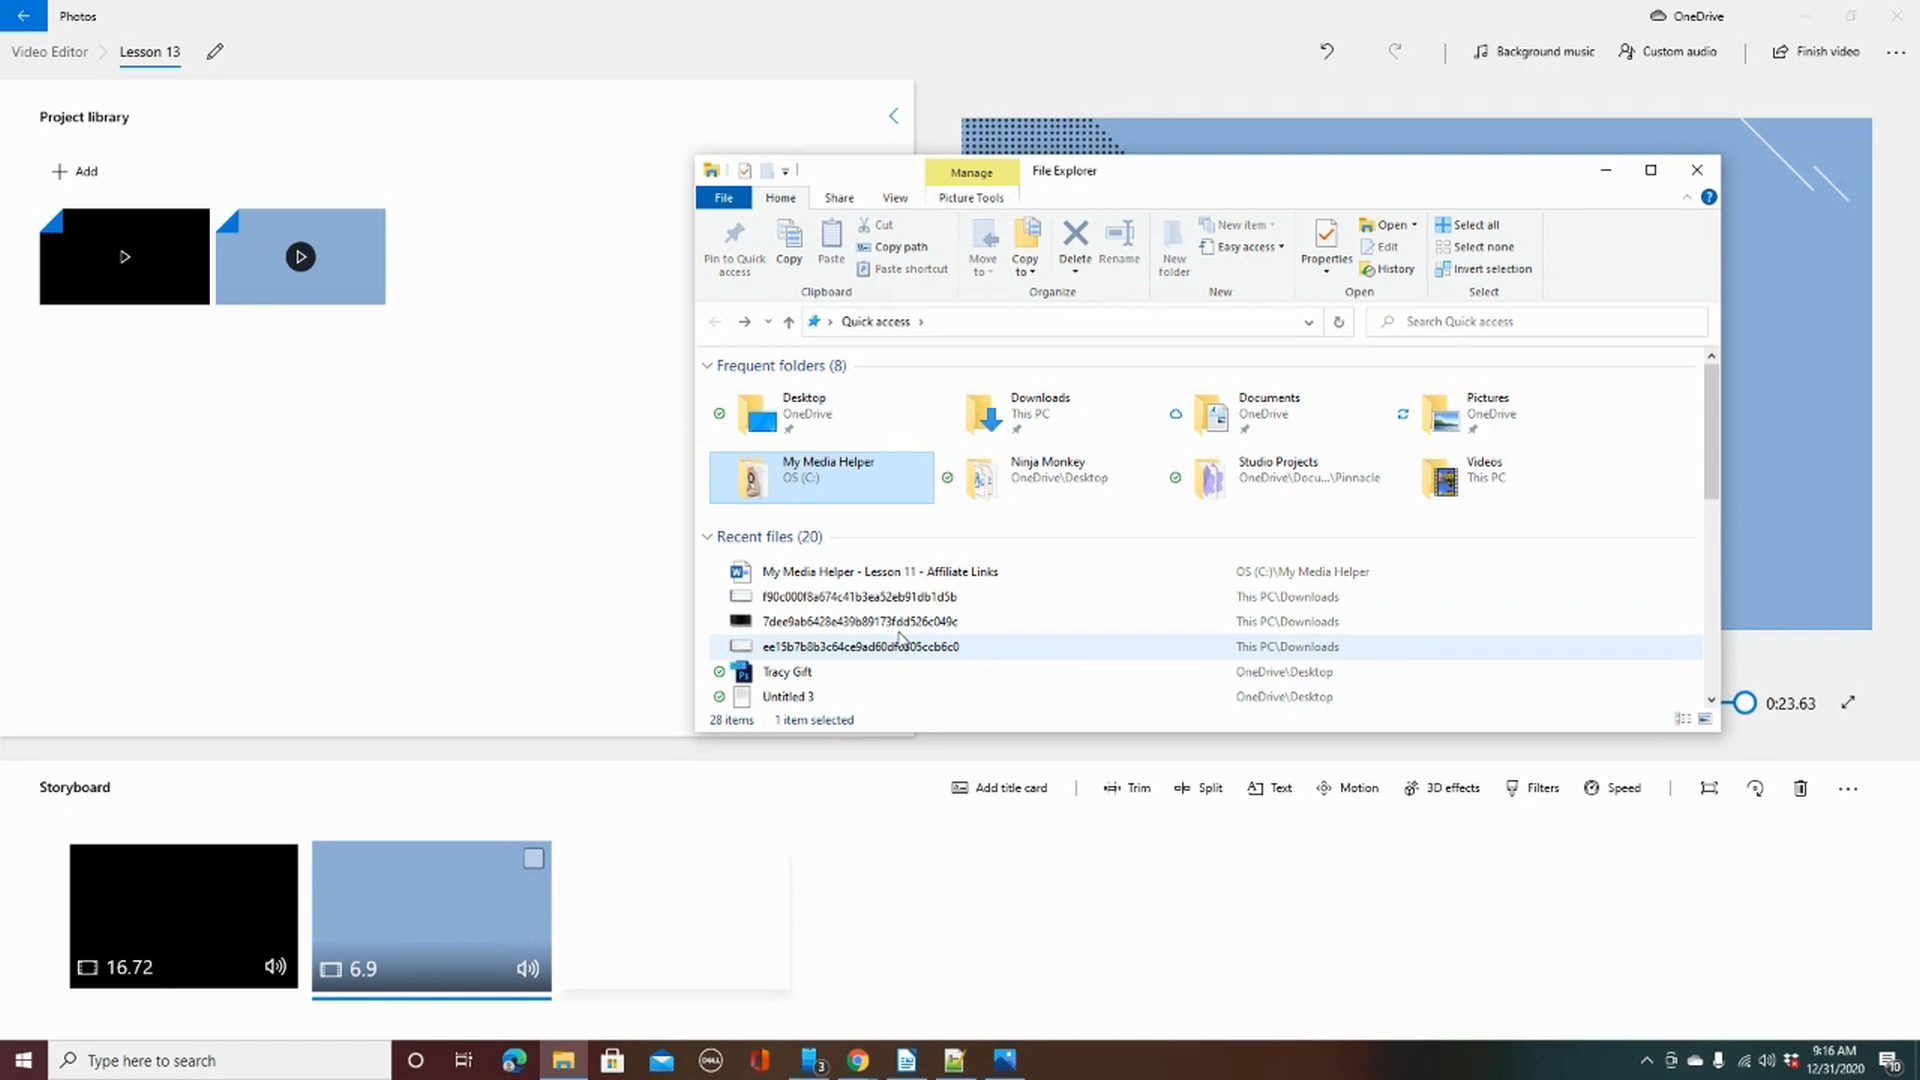 Photos
OneDrive
Video Editor
Lesson 13
Background music
Custom audio
Finish video
Project library
Add
Manage
File Explorer
File
Home
Share
View
Picture Tools
Pin to Quick access
Copy
Paste
Cut
Copy path
Paste shortcut
Clipboard
Move to
Copy to
Delete
Rename
Organize
New folder
New item
Easy access
New
Properties
Open
Edit
History
Open
Select all
Select none
Invert selection
Select
Quick access
Search Quick access
Frequent folders (8)
Desktop
OneDrive
Downloads
This PC
Documents
OneDrive
Pictures
OneDrive
My Media Helper
OS (C:)
Ninja Monkey
OneDrive\Desktop
Studio Projects
OneDrive\Docu...\Pinnacle
Videos
This PC
Recent files (20)
My Media Helper - Lesson 11 - Affiliate Links OS (C:)\My Media Helper
f90c000f8a674c41b3ea52eb91db1d5b This PC\Downloads
7dee9ab6428e439b89173fdd526c049c This PC\Downloads
This PC\Downloads
Tracy Gift OneDrive\Desktop
Untitled 3 OneDrive\Desktop
28 items 1 item selected
0:23.63
Storyboard
Add title card
Trim
Split
Text
Motion
3D effects
Filters
Speed
16.72
6.9
Type here to search
DELL
3
9:16 AM
12/31/2020
10